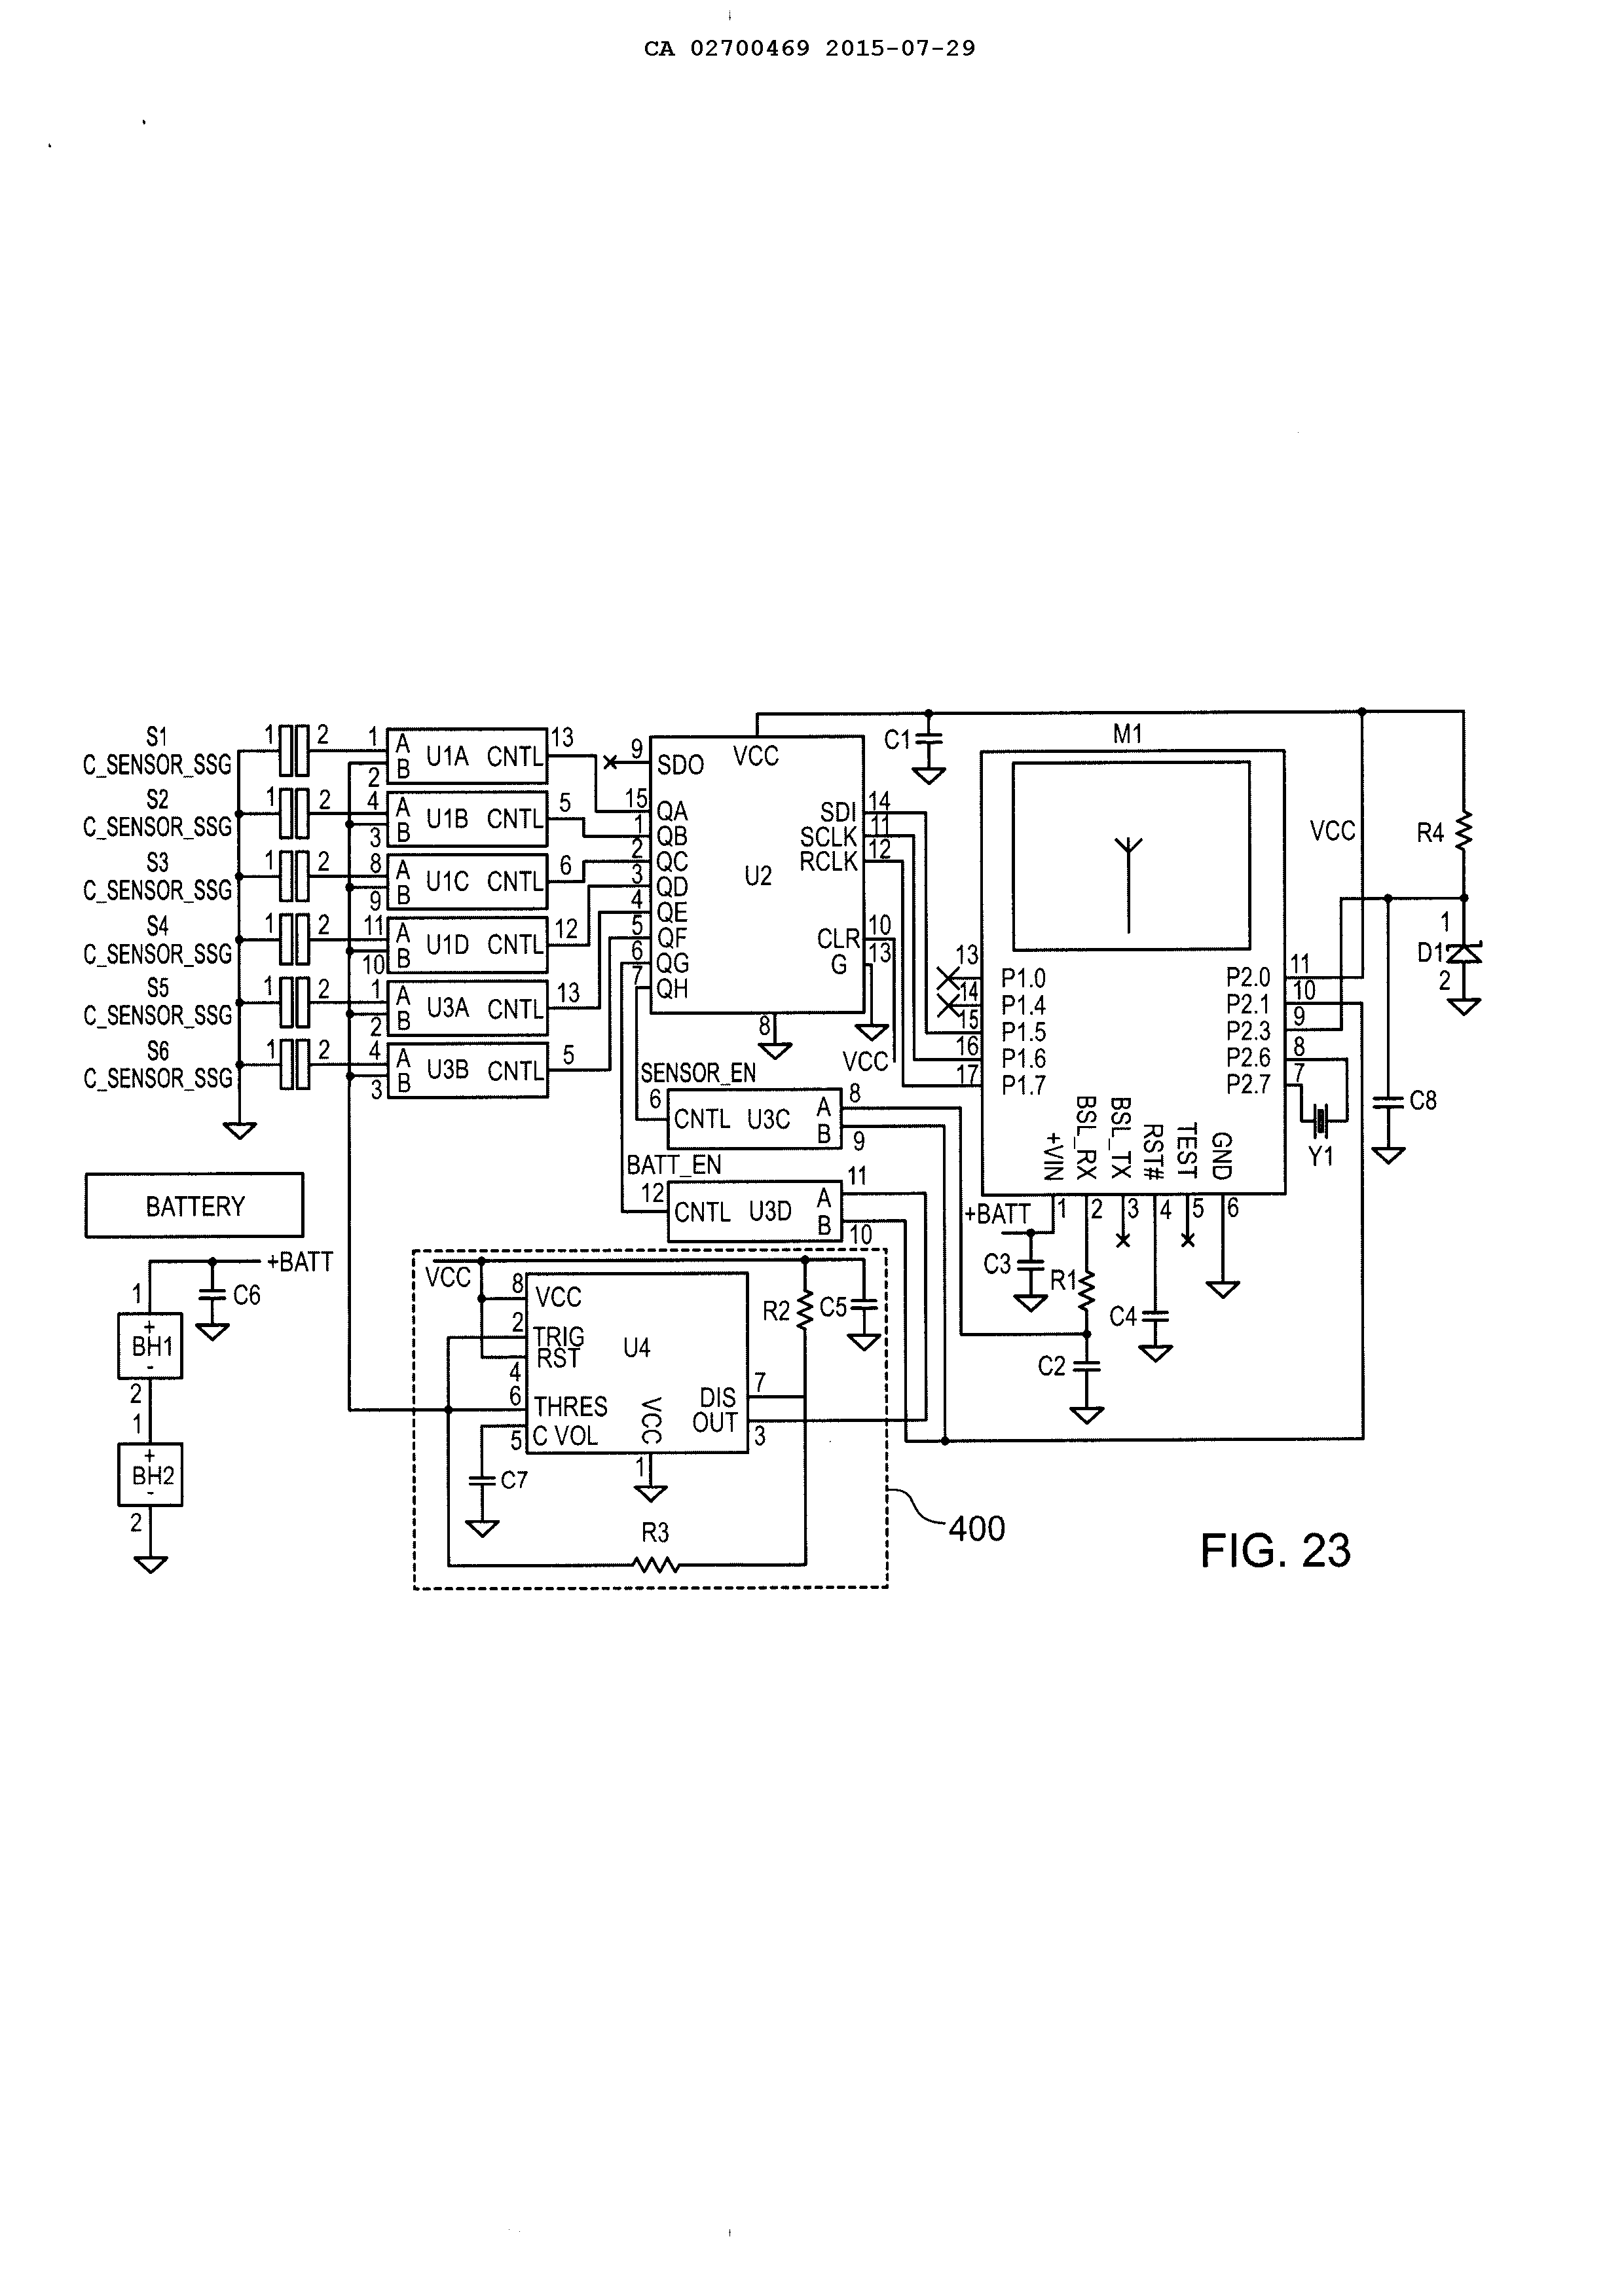 CA 02700469 2015-07-29
S1
C_SENSOR_SSG
1 2
1 A U1A CNTL 13
2 B
S2
C_SENSOR_SSG
1 2
4 A U1B CNTL 5
3 B
S3
C_SENSOR_SSG
1 2
8 A U1C CNTL 6
9 B
S4
C_SENSOR_SSG
1 2
11 A U1D CNTL 12
10 B
S5
C_SENSOR_SSG
1 2
1 A U3A CNTL 13
2 B
S6
C_SENSOR_SSG
1 2
4 A U3B CNTL 5
3 B
9 SDO VCC
15 QA
1 QB
2 QC
3 QD
4 QE
5 QF
6 QG
7 QH
U2
SDI 14
SCLK 11
RCLK 12
CLR 10
G 13
8
VCC
C1
M1
13 P1.0
14 P1.4
15 P1.5
16 P1.6
17 P1.7
P2.0 11
P2.1 10
P2.3 9
P2.6 8
P2.7 7
+VIN
BSL_RX
BSL_TX
RST#
TEST
GND
1 2 3 4 5 6
VCC
R4
1
D1
2
C8
Y1
SENSOR_EN
6 CNTL U3C A 8
B 9
BATT_EN
12 CNTL U3D A 11
B 10
+BATT
C3
R1
C4
C2
BATTERY
+BATT
C6
1
+
BH1
-
2
1
+
BH2
-
2
VCC
8 VCC
2 TRIG
4 RST
6 THRES
5 C VOL
U4
VCC
1
DIS 7
OUT 3
R2
C5
C7
R3
400
FIG. 23